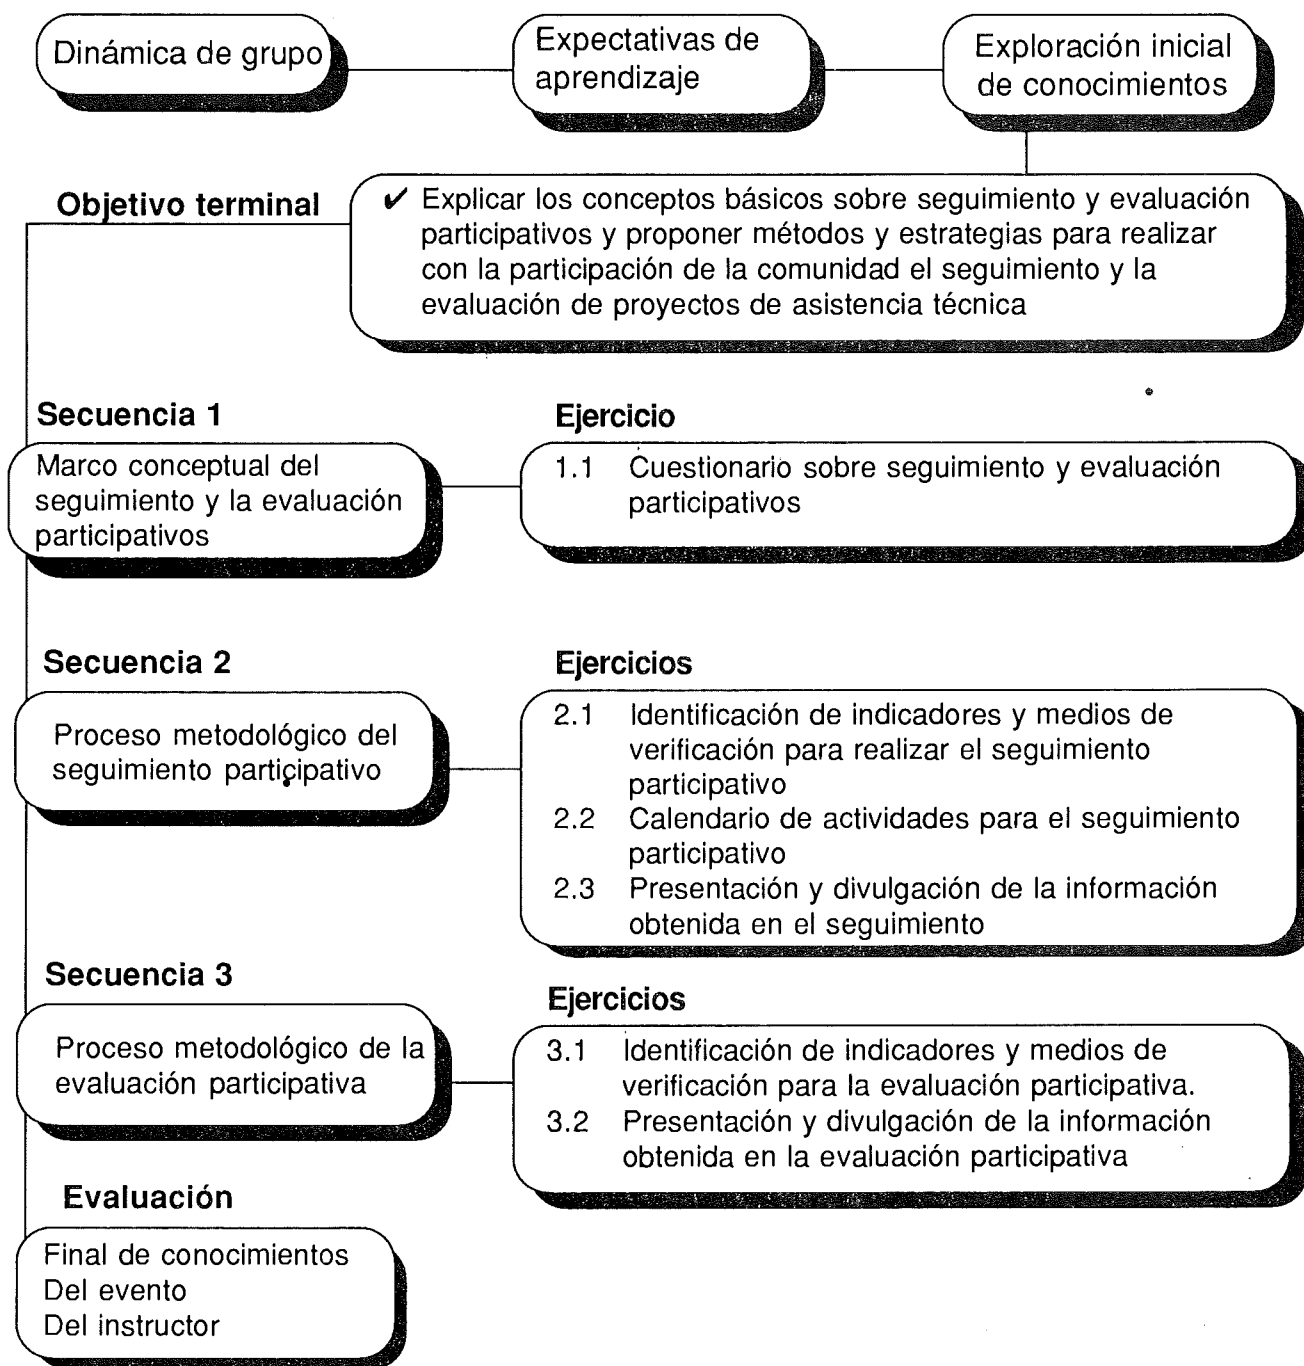 Dinámica de grupo
Expectativas de
aprendizaje
Exploración inicial
de conocimientos
Objetivo terminal
✔ Explicar los conceptos básicos sobre seguimiento y evaluación
participativos y proponer métodos y estrategias para realizar
con la participación de la comunidad el seguimiento y la
evaluación de proyectos de asistencia técnica
Secuencia 1
Marco conceptual del
seguimiento y la evaluación
participativos
Ejercicio
1.1 Cuestionario sobre seguimiento y evaluación
participativos
Secuencia 2
Proceso metodológico del
seguimiento participativo
Ejercicios
2.1 Identificación de indicadores y medios de
verificación para realizar el seguimiento
participativo
2.2 Calendario de actividades para el seguimiento
participativo
2.3 Presentación y divulgación de la información
obtenida en el seguimiento
Secuencia 3
Proceso metodológico de la
evaluación participativa
Ejercicios
3.1 Identificación de indicadores y medios de
verificación para la evaluación participativa.
3.2 Presentación y divulgación de la información
obtenida en la evaluación participativa
Evaluación
Final de conocimientos
Del evento
Del instructor